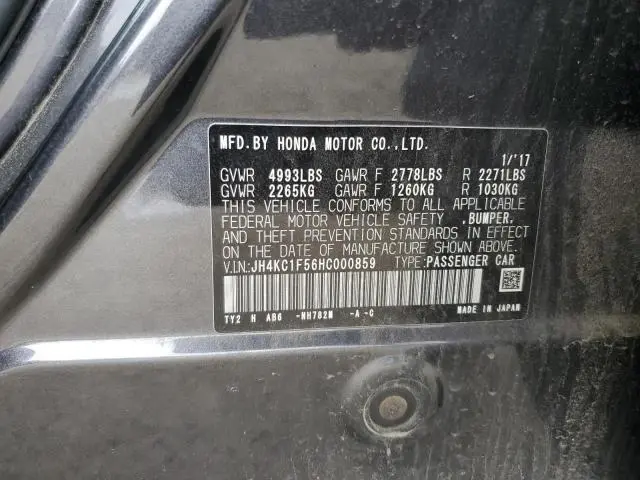 MFD.BY HONDA MOTOR CO.,LTD.
1/'17
GVWR 4993LBS GAWR F 2778LBS R 2271LBS
GVWR 2265KG GAWR F 1260KG R 1030KG
THIS VEHICLE CONFORMS TO ALL APPLICABLE
FEDERAL MOTOR VEHICLE SAFETY ,BUMPER,
AND THEFT PREVENTION STANDARDS IN EFFECT
ON THE DATE OF MANUFACTURE SHOWN ABOVE.
V.IN:JH4KC1F56HC000859 TYPE:PASSENGER CAR
TY2 H AB6 -NH782M -A -C
MADE IN JAPAN